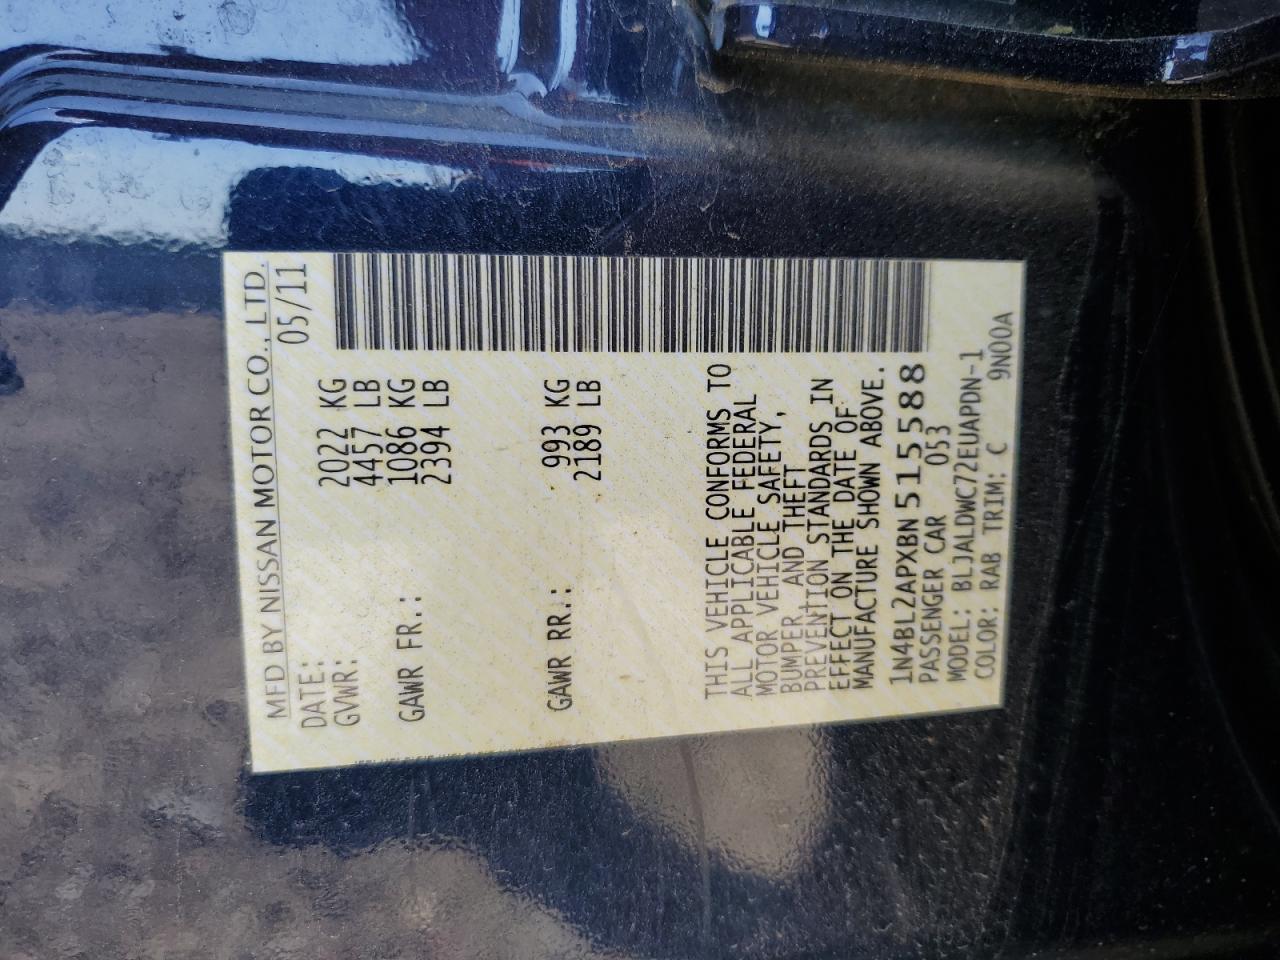 MFD BY NISSAN MOTOR CO., LTD.
DATE: 05/11
GVWR: 2022 KG
4457 LB
GAWR FR.: 1086 KG
2394 LB
GAWR RR.: 993 KG
2189 LB
THIS VEHICLE CONFORMS TO
ALL APPLICABLE FEDERAL
MOTOR VEHICLE SAFETY,
BUMPER AND THEFT
PREVENTION STANDARDS IN
EFFECT ON THE DATE OF
MANUFACTURE SHOWN ABOVE.
1N4BL2APXBN515588
PASSENGER CAR 053
MODEL: BLJALDWC72EUAPDN-1
COLOR: RAB TRIM: C 9N00A